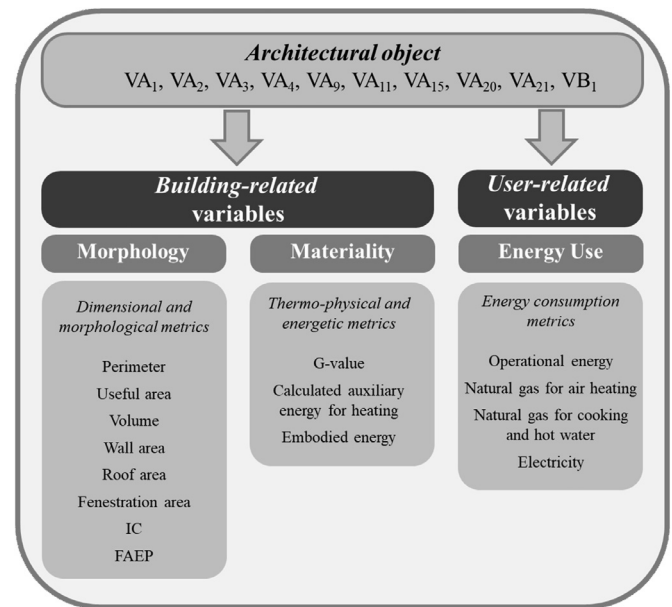 Architectural object
VA₁, VA₂, VA₃, VA₄, VA₉, VA₁₁, VA₁₅, VA₂₀, VA₂₁, VB₁
Building-related
variables
User-related
variables
Morphology
Materiality
Energy Use
Dimensional and
morphological metrics
Perimeter
Useful area
Volume
Wall area
Roof area
Fenestration area
IC
FAEP
Thermo-physical and
energetic metrics
G-value
Calculated auxiliary
energy for heating
Embodied energy
Energy consumption
metrics
Operational energy
Natural gas for air heating
Natural gas for cooking
and hot water
Electricity